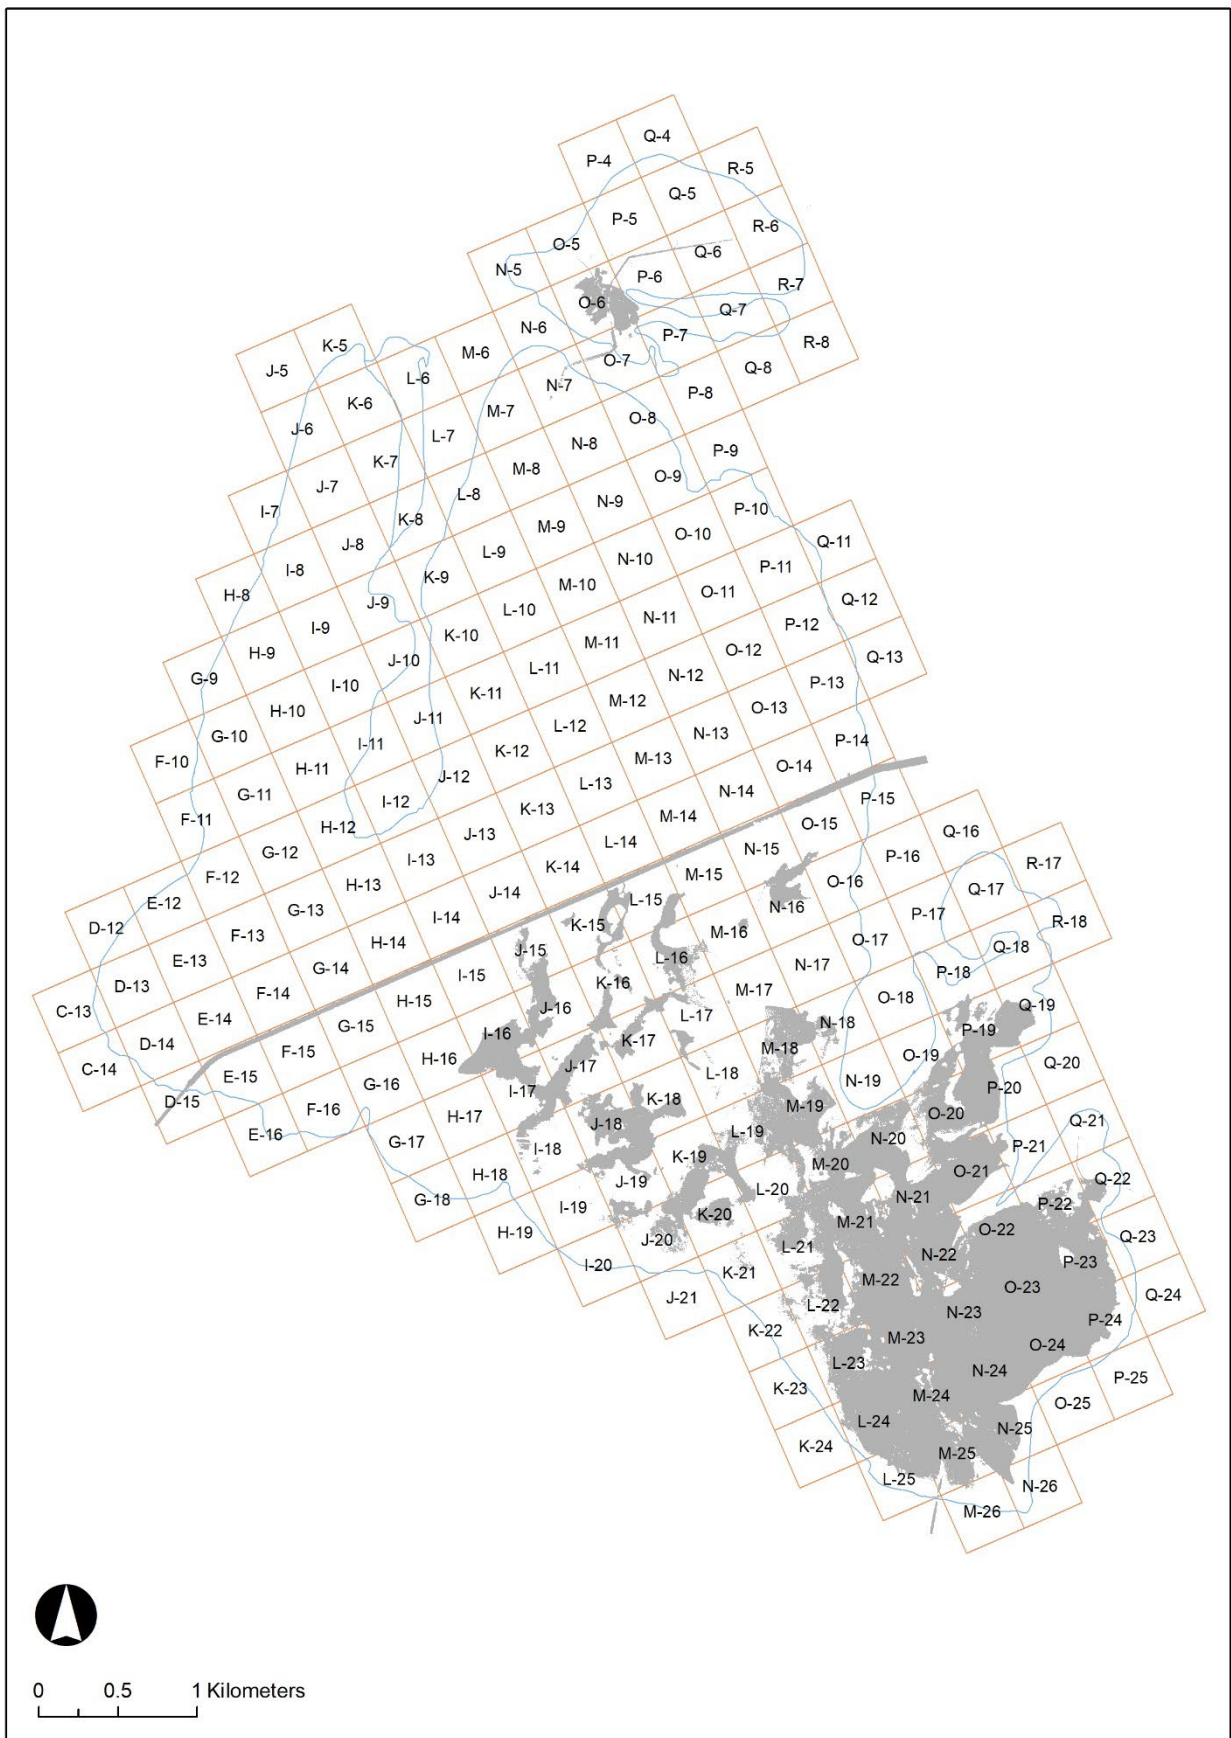 Q-4
P-4
R-5
Q-5
P-5
R-6
O-5
Q-6
N-5
P-6
R-7
O-6
Q-7
N-6
P-7
R-8
K-5
M-6
O-7
Q-8
J-5
L-6
N-7
P-8
K-6
M-7
O-8
J-6
L-7
N-8
P-9
K-7
M-8
O-9
J-7
L-8
N-9
P-10
I-7
K-8
M-9
O-10
Q-11
J-8
L-9
N-10
P-11
I-8
K-9
M-10
O-11
Q-12
H-8
J-9
L-10
N-11
P-12
I-9
K-10
M-11
O-12
Q-13
H-9
J-10
L-11
N-12
P-13
G-9
I-10
K-11
M-12
O-13
H-10
J-11
L-12
N-13
P-14
G-10
I-11
K-12
M-13
O-14
F-10
H-11
J-12
L-13
N-14
P-15
G-11
I-12
K-13
M-14
O-15
Q-16
F-11
H-12
J-13
L-14
N-15
P-16
R-17
G-12
I-13
K-14
M-15
O-16
Q-17
F-12
H-13
J-14
L-15
N-16
P-17
R-18
E-12
G-13
I-14
K-15
M-16
O-17
Q-18
D-12
F-13
H-14
J-15
L-16
N-17
P-18
E-13
G-14
I-15
K-16
M-17
O-18
Q-19
D-13
F-14
H-15
J-16
L-17
N-18
P-19
C-13
E-14
G-15
I-16
K-17
M-18
O-19
Q-20
D-14
F-15
H-16
J-17
L-18
N-19
P-20
C-14
E-15
G-16
I-17
K-18
M-19
O-20
Q-21
D-15
F-16
H-17
J-18
L-19
N-20
P-21
E-16
G-17
I-18
K-19
M-20
O-21
Q-22
H-18
J-19
L-20
N-21
P-22
G-18
I-19
K-20
M-21
O-22
Q-23
H-19
J-20
L-21
N-22
P-23
I-20
K-21
M-22
O-23
Q-24
J-21
L-22
N-23
P-24
K-22
M-23
O-24
L-23
N-24
P-25
K-23
M-24
O-25
L-24
N-25
K-24
M-25
L-25
N-26
M-26
0 0.5 1 Kilometers